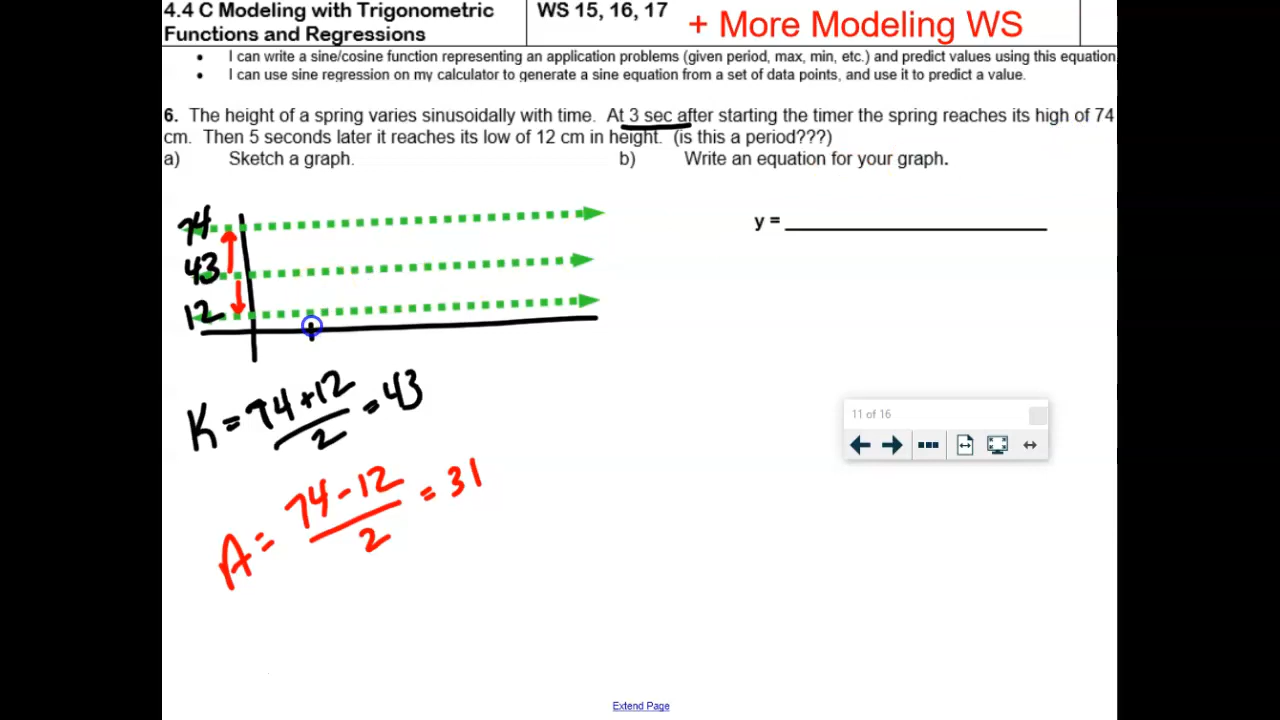 4.4 C Modeling with Trigonometric
Functions and Regressions
WS 15, 16, 17
+ More Modeling WS
• I can write a sine/cosine function representing an application problems (given period, max, min, etc.) and predict values using this equation
• I can use sine regression on my calculator to generate a sine equation from a set of data points, and use it to predict a value.
6. The height of a spring varies sinusoidally with time. At 3 sec after starting the timer the spring reaches its high of 74
cm. Then 5 seconds later it reaches its low of 12 cm in height. (is this a period???)
a) Sketch a graph. b) Write an equation for your graph.
y = 
74
43
12
K = 74+12/2 = 43
A = 74-12/2 = 31
11 of 16
Extend Page